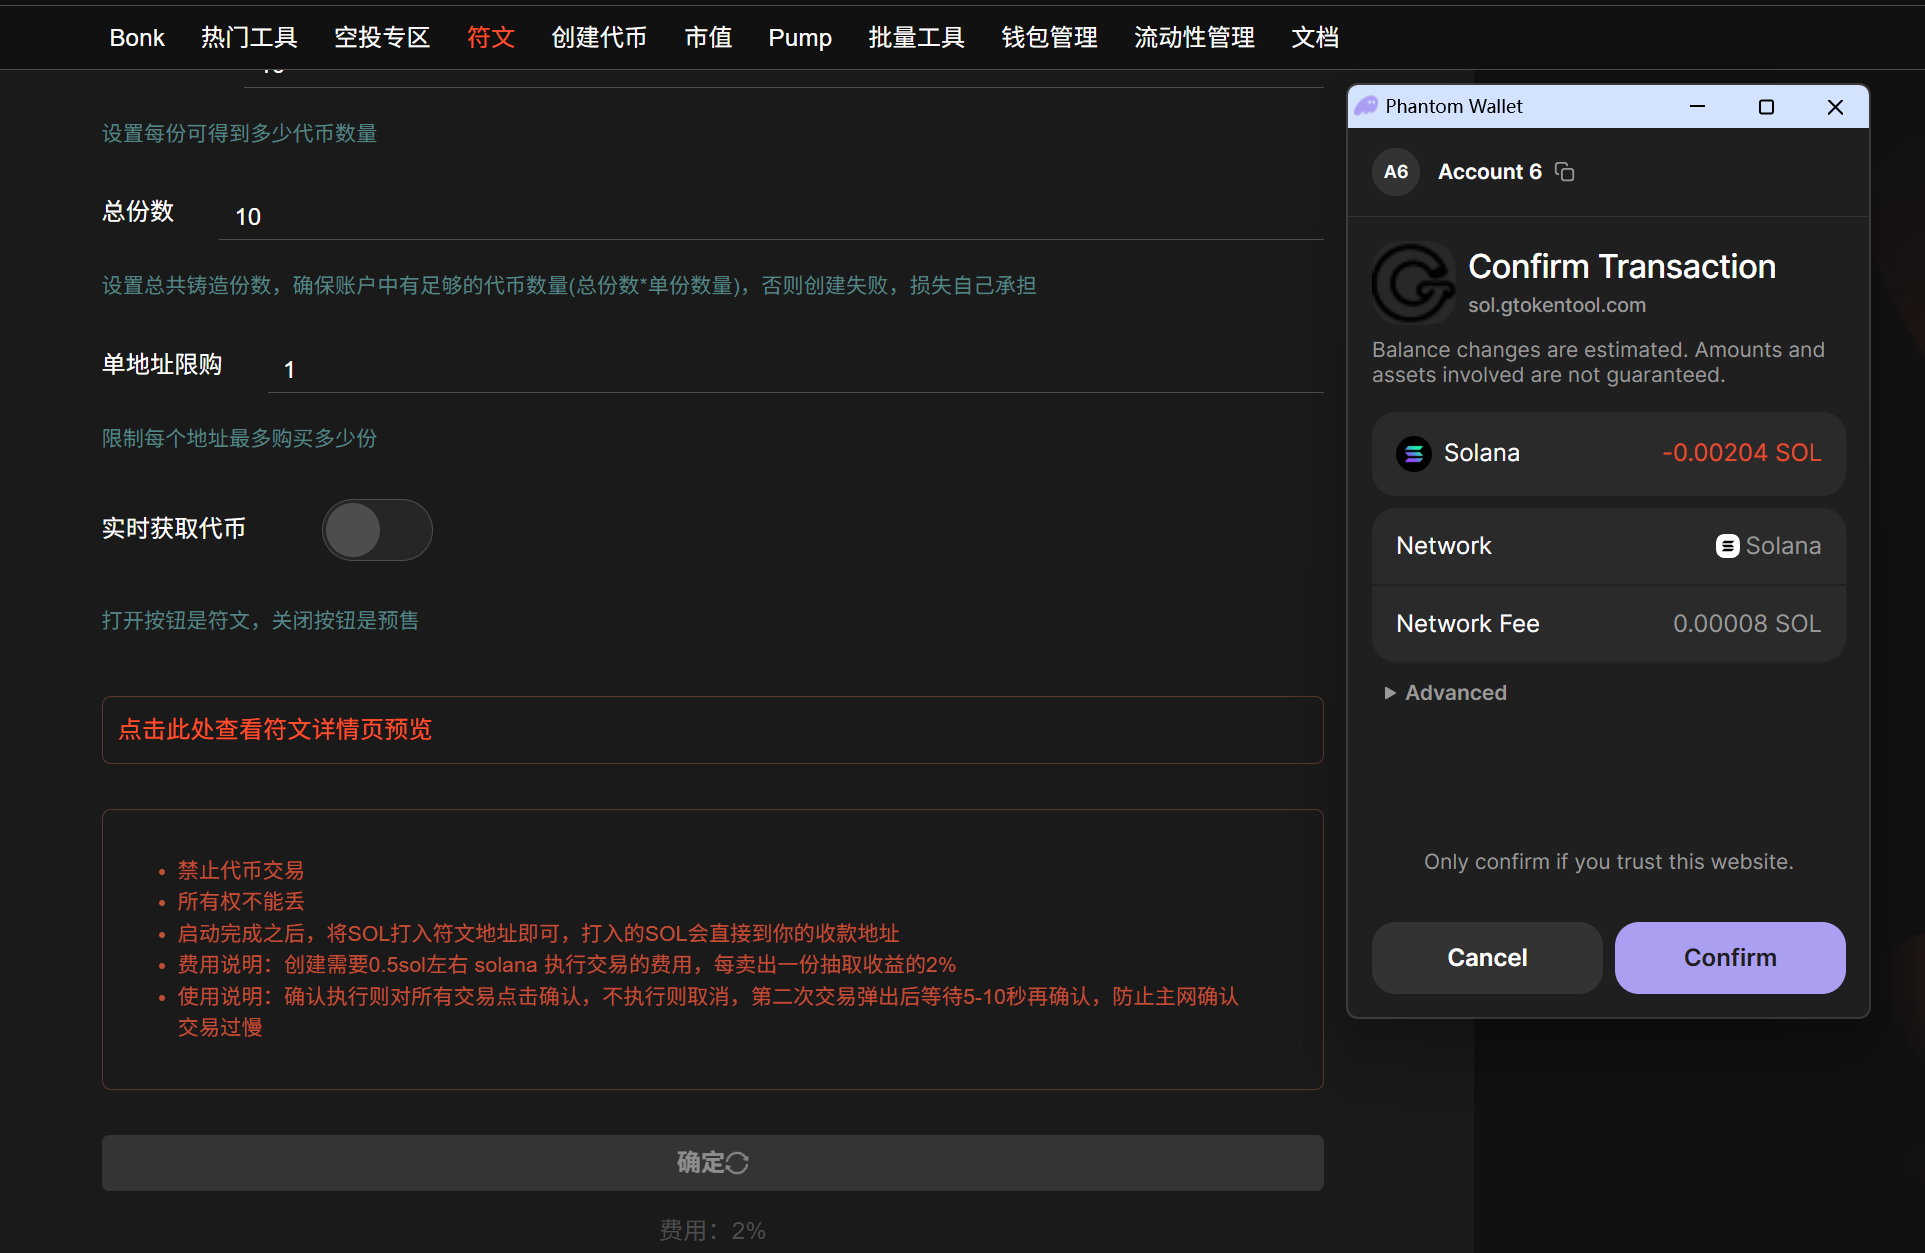 Bonk 热门工具 空投专区 符文 创建代币 市值 Pump 批量工具 钱包管理 流动性管理 文档
设置每份可得到多少代币数量
总份数 10
设置总共铸造份数，确保账户中有足够的代币数量(总份数*单份数量)，否则创建失败，损失自己承担
单地址限购 1
限制每个地址最多购买多少份
实时获取代币
打开按钮是符文，关闭按钮是预售
点击此处查看符文详情页预览
禁止代币交易
所有权不能丢
启动完成之后，将SOL打入符文地址即可，打入的SOL会直接到你的收款地址
费用说明：创建需要0.5sol左右 solana 执行交易的费用，每卖出一份抽取收益的2%
使用说明：确认执行则对所有交易点击确认，不执行则取消，第二次交易弹出后等待5-10秒再确认，防止主网确认
交易过慢
确定
费用：2%
Phantom Wallet
A6 Account 6
Confirm Transaction
sol.gtokentool.com
Balance changes are estimated. Amounts and
assets involved are not guaranteed.
Solana -0.00204 SOL
Network Solana
Network Fee 0.00008 SOL
Advanced
Only confirm if you trust this website.
Cancel Confirm